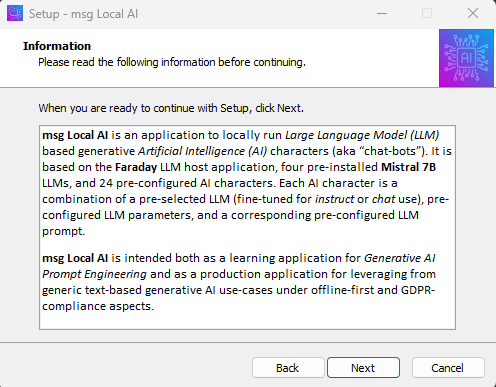 Setup - msg Local AI
Information
Please read the following information before continuing.
AI
When you are ready to continue with Setup, click Next.
msg Local AI is an application to locally run Large Language Model (LLM)
based generative Artificial Intelligence (AI) characters (aka “chat-bots”). It is
based on the Faraday LLM host application, four pre-installed Mistral 7B
LLMs, and 24 pre-configured AI characters. Each AI character is a
combination of a pre-selected LLM (fine-tuned for instruct or chat use), pre-
configured LLM parameters, and a corresponding pre-configured LLM
prompt.
msg Local AI is intended both as a learning application for Generative AI
Prompt Engineering and as a production application for leveraging from
generic text-based generative AI use-cases under offline-first and GDPR-
compliance aspects.
Back
Next
Cancel